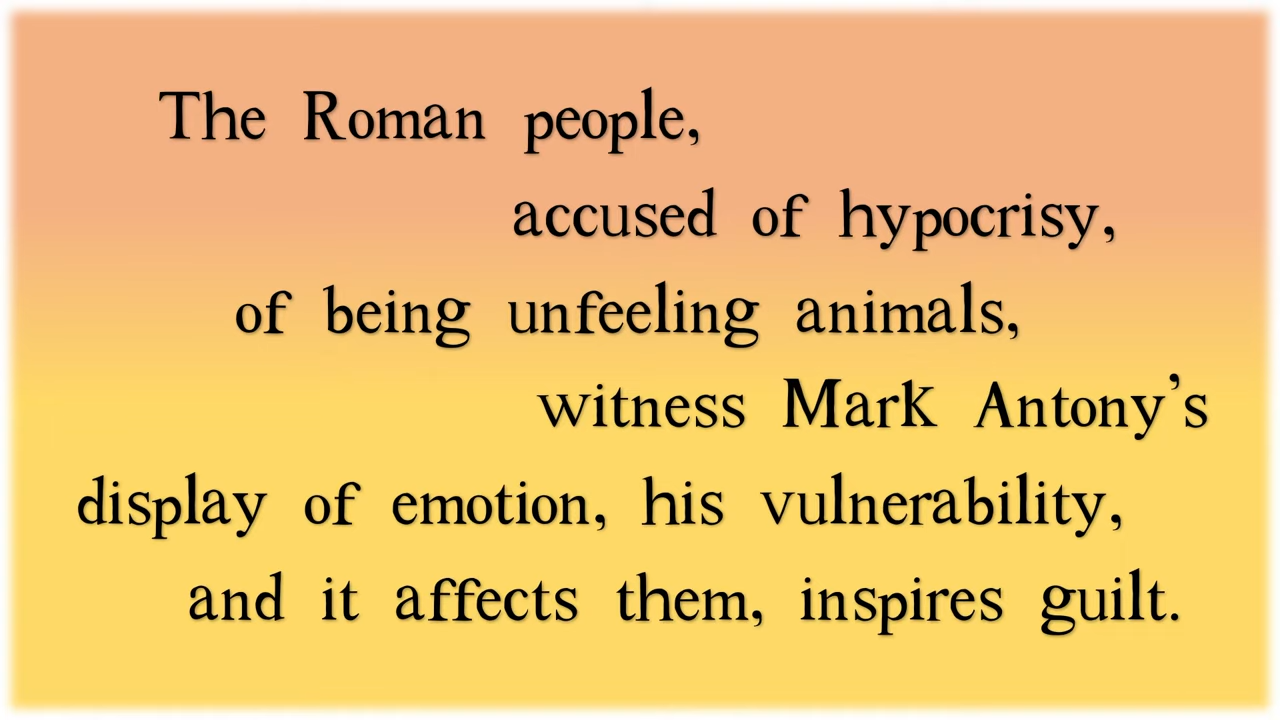 The Roman people,
accused of hypocrisy,
of being unfeeling animals,
witness Mark Antony's
display of emotion, his vulnerability,
and it affects them, inspires guilt.